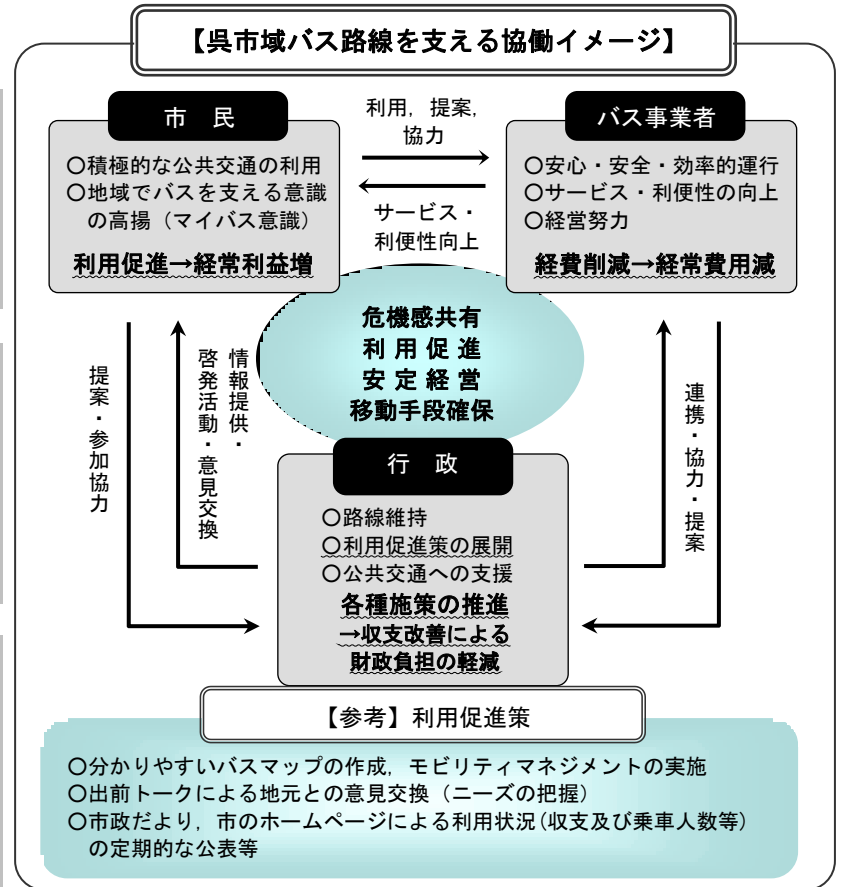 【呉市域バス路線を支える協働イメージ】
市 民
○積極的な公共交通の利用
○地域でバスを支える意識
の高揚（マイバス意識）
利用促進→経常利益増
利用，提案，
協力
サービス・
利便性向上
バス事業者
○安心・安全・効率的運行
○サービス・利便性の向上
○経営努力
経費削減→経常費用減
危機感共有
利用促進
安定経営
移動手段確保
提案・参加協力
情報提供・
啓発活動・意見交換
連携・協力・提案
行 政
○路線維持
○利用促進策の展開
○公共交通への支援
各種施策の推進
→収支改善による
財政負担の軽減
【参考】利用促進策
○分かりやすいバスマップの作成，モビリティマネジメントの実施
○出前トークによる地元との意見交換（ニーズの把握）
○市政だより，市のホームページによる利用状況(収支及び乗車人数等)
の定期的な公表等